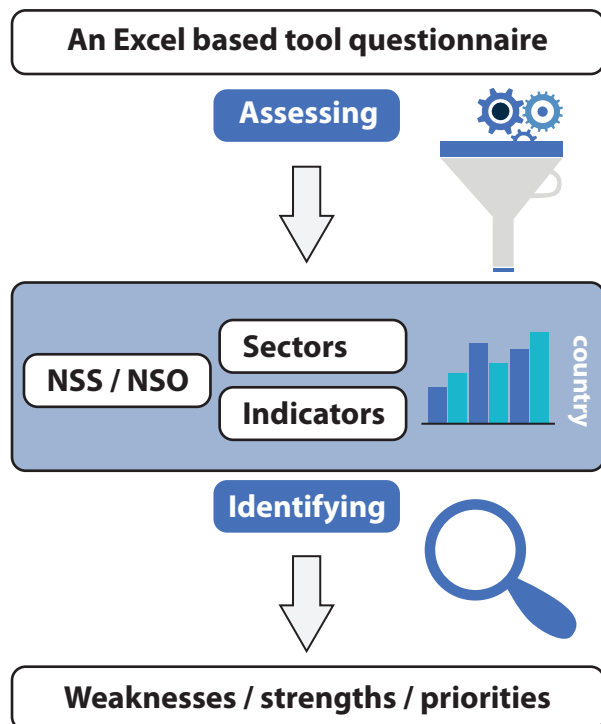 An Excel based tool questionnaire
Assessing
NSS / NSO
Sectors
Indicators
country
Identifying
Weaknesses / strengths / priorities